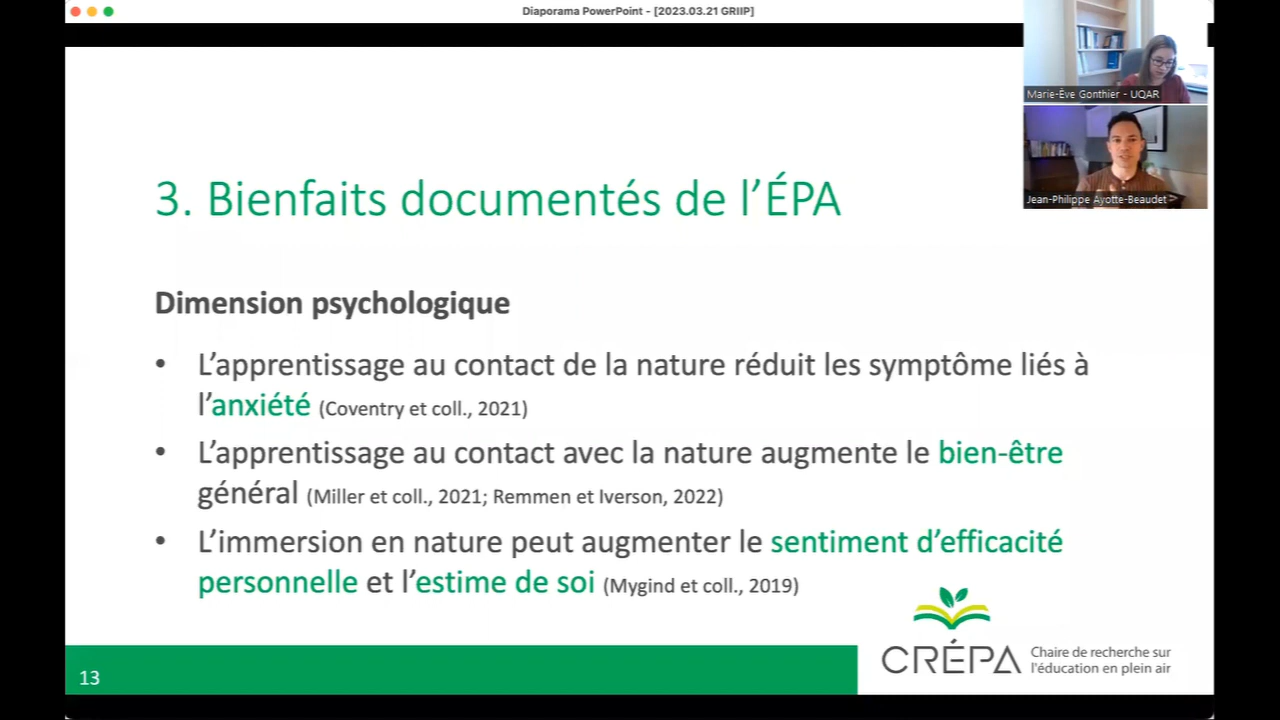 Diaporama PowerPoint - [2023.03.21 GRIIP]
Marie-Ève Gonthier - UQAR
Jean-Philippe Ayotte-Beaudet
3. Bienfaits documentés de l’ÉPA
Dimension psychologique
• L’apprentissage au contact de la nature réduit les symptôme liés à
l’anxiété (Coventry et coll., 2021)
• L’apprentissage au contact avec la nature augmente le bien-être
général (Miller et coll., 2021; Remmen et Iverson, 2022)
• L’immersion en nature peut augmenter le sentiment d’efficacité
personnelle et l’estime de soi (Mygind et coll., 2019)
CRÉPA
Chaire de recherche sur
l'éducation en plein air
13